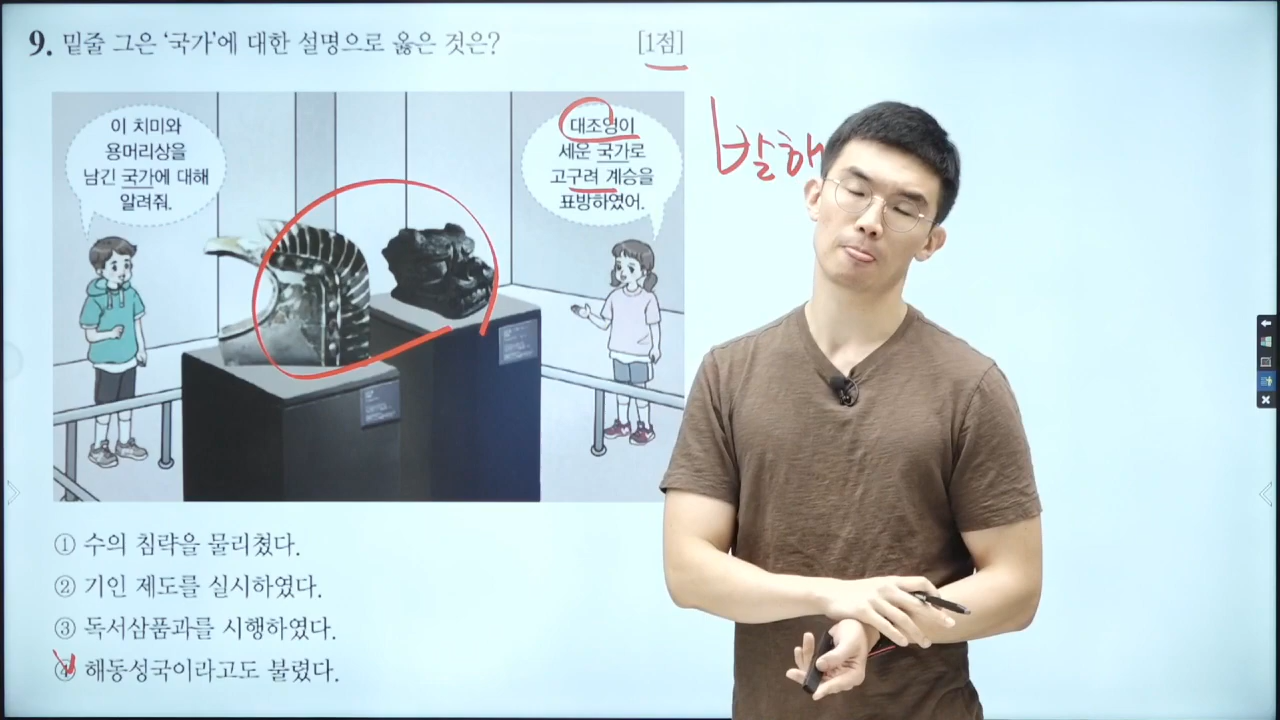 9. 밑줄 그은 '국가'에 대한 설명으로 옳은 것은? [1점]
이 치미와
용머리상을
남긴 국가에 대해
알려줘.
대조영이
세운 국가로
고구려 계승을
표방하였어.
발해
① 수의 침략을 물리쳤다.
② 기인 제도를 실시하였다.
③ 독서삼품과를 시행하였다.
④ 해동성국이라고도 불렸다.